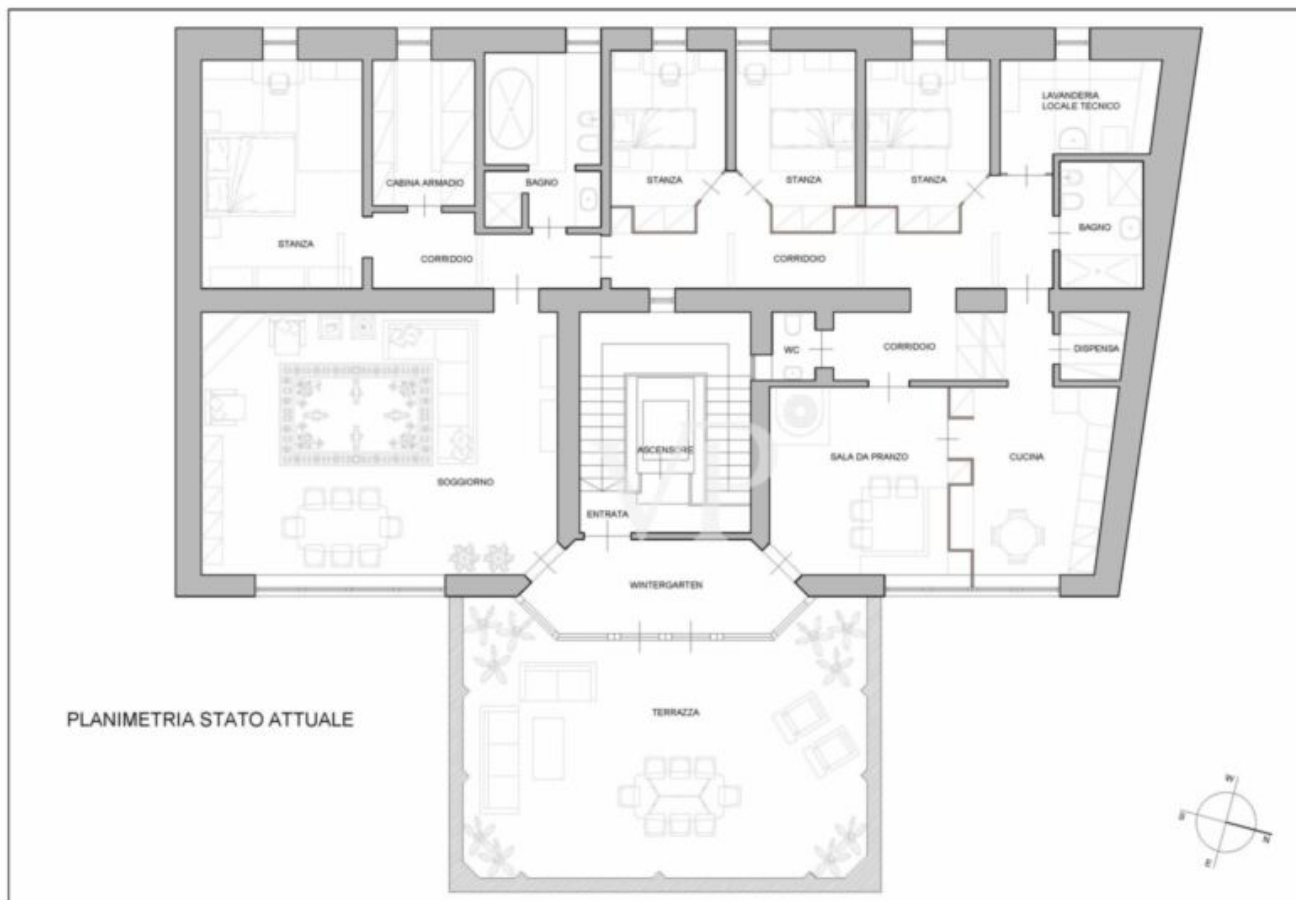 LAVANDERIA
LOCALE TECNICO
CABINA ARMADIO
BAGNO
STANZA
STANZA
STANZA
BAGNO
STANZA
CORRIDOIO
CORRIDOIO
WC
CORRIDOIO
DISPENSA
ASCENSORE
SALA DA PRANZO
CUCINA
SOGGIORNO
ENTRATA
VP
WINTERGARTEN
TERRAZZA
PLANIMETRIA STATO ATTUALE
W
S
N
E